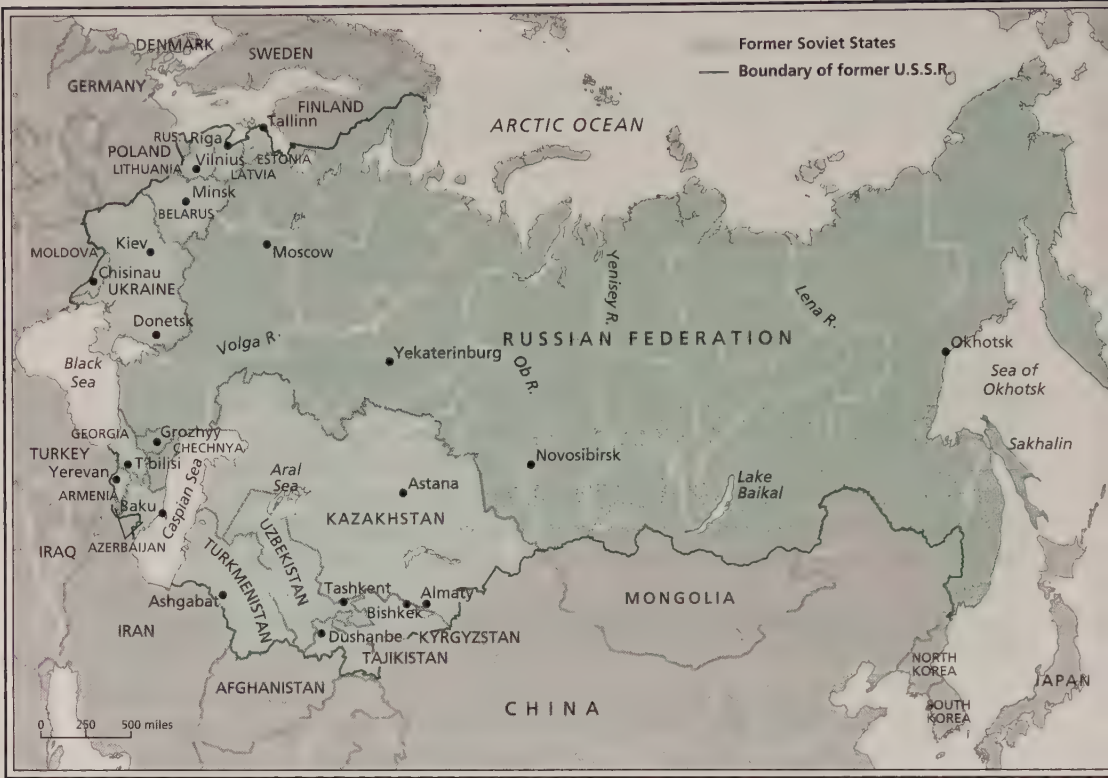 Former Soviet States
Boundary of former U.S.S.R.
DENMARK
SWEDEN
GERMANY
FINLAND
Tallinn
ARCTIC OCEAN
RUS.
Riga
POLAND
Vilnius
ESTONIA
LITHUANIA
LATVIA
Minsk
BELARUS
Kiev
MOLDOVA
Moscow
Chisinau
UKRAINE
Yenisey R.
Lena R.
Donetsk
Volga R.
RUSSIAN FEDERATION
Okhotsk
Yekaterinburg
Ob R.
Black
Sea
Sea of
Okhotsk
GEORGIA
Grozhyy
CHECHNYA
Sakhalin
TURKEY
T'bilisi
Novosibirsk
Yerevan
Aral
Sea
Lake
Baikal
Astana
ARMENIA
Baku
Caspian Sea
KAZAKHSTAN
IRAQ
AZERBAIJAN
UZBEKISTAN
TURKMENISTAN
Tashkent
Almaty
Ashgabat
Bishkek
MONGOLIA
IRAN
Dushanbe
KYRGYZSTAN
TAJIKISTAN
NORTH
KOREA
AFGHANISTAN
JAPAN
CHINA
SOUTH
KOREA
0 250 500 miles